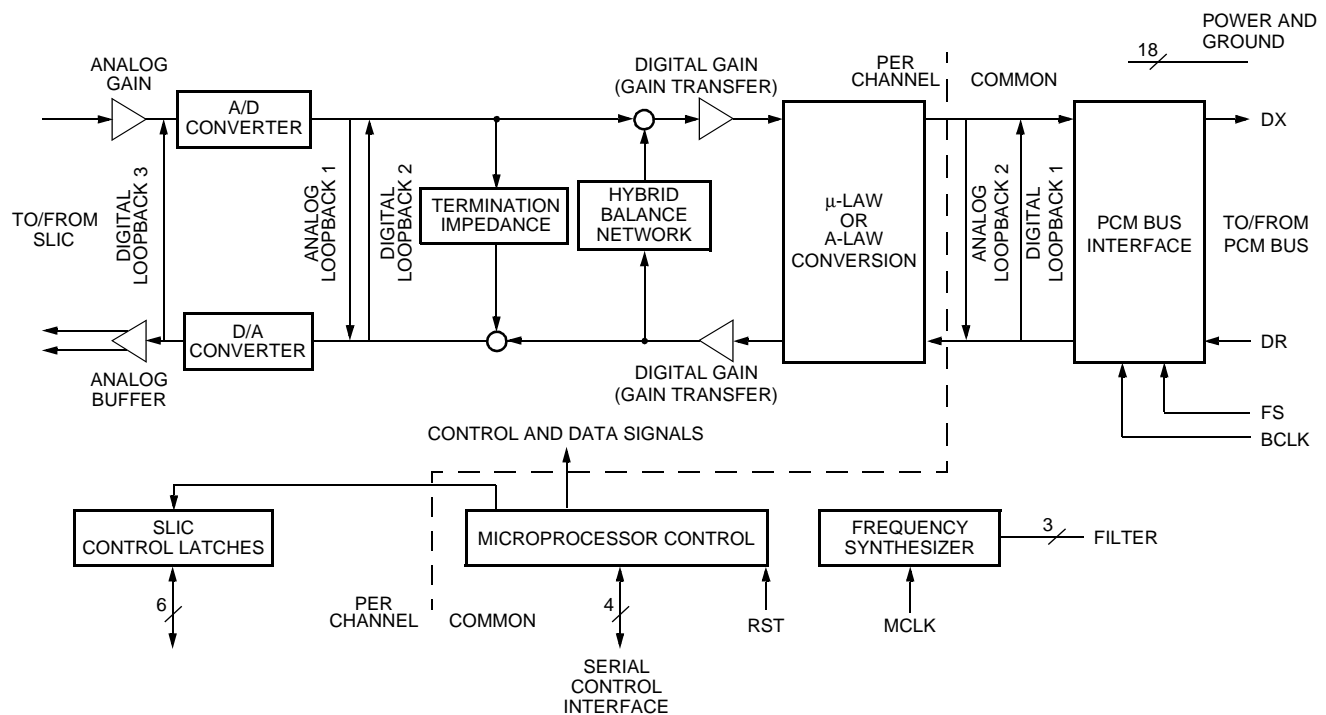 POWER AND
GROUND
18
ANALOG
GAIN
DIGITAL GAIN
(GAIN TRANSFER)
PER
CHANNEL
COMMON
A/D
CONVERTER
DX
DIGITAL
LOOPBACK 3
ANALOG
LOOPBACK 1
DIGITAL
LOOPBACK 2
TERMINATION
IMPEDANCE
HYBRID
BALANCE
NETWORK
μ-LAW
OR
A-LAW
CONVERSION
ANALOG
LOOPBACK 2
DIGITAL
LOOPBACK 1
PCM BUS
INTERFACE
TO/FROM
SLIC
TO/FROM
PCM BUS
D/A
CONVERTER
DR
ANALOG
BUFFER
DIGITAL GAIN
(GAIN TRANSFER)
FS
BCLK
CONTROL AND DATA SIGNALS
SLIC
CONTROL LATCHES
MICROPROCESSOR CONTROL
FREQUENCY
SYNTHESIZER
3
FILTER
6
PER
CHANNEL
COMMON
4
RST
MCLK
SERIAL
CONTROL
INTERFACE